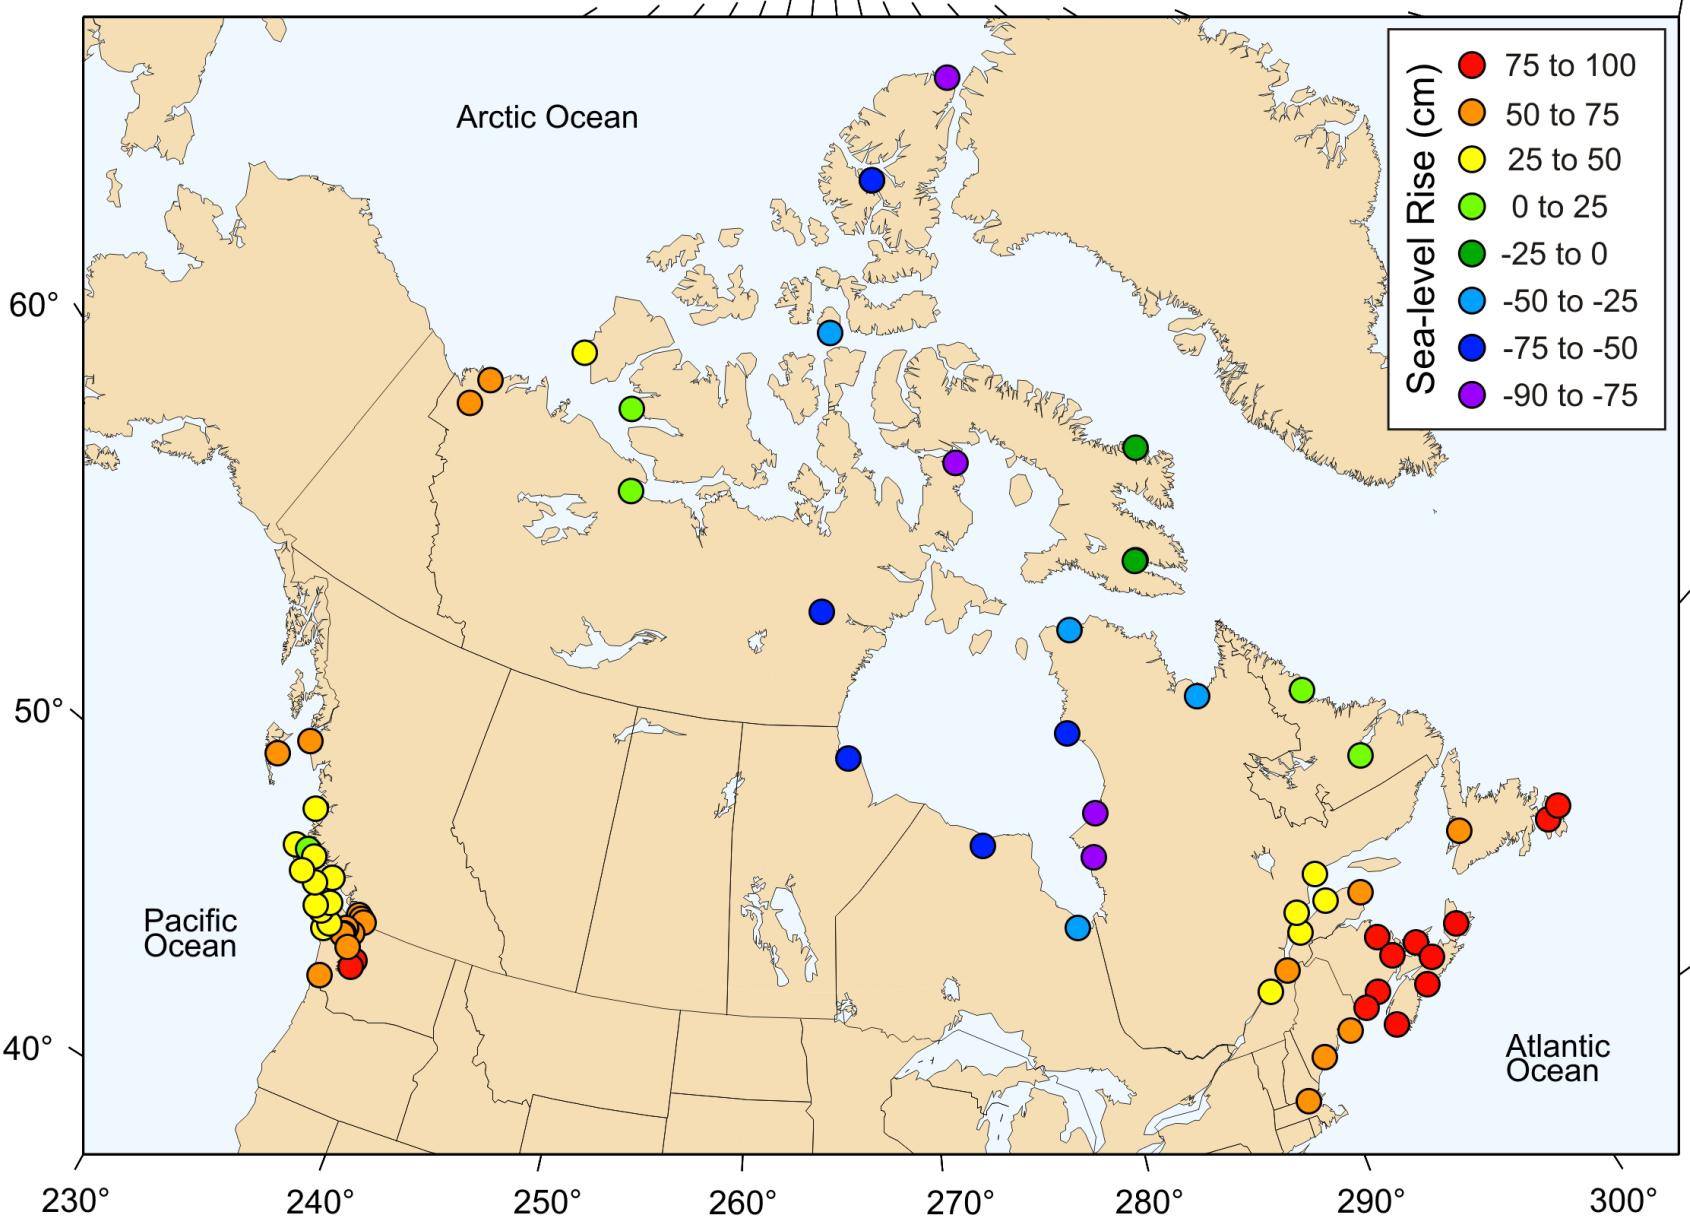 Arctic Ocean
Sea-level Rise (cm)
75 to 100
50 to 75
25 to 50
0 to 25
-25 to 0
-50 to -25
-75 to -50
-90 to -75
60°
50°
40°
Pacific
Ocean
Atlantic
Ocean
230°
240°
250°
260°
270°
280°
290°
300°